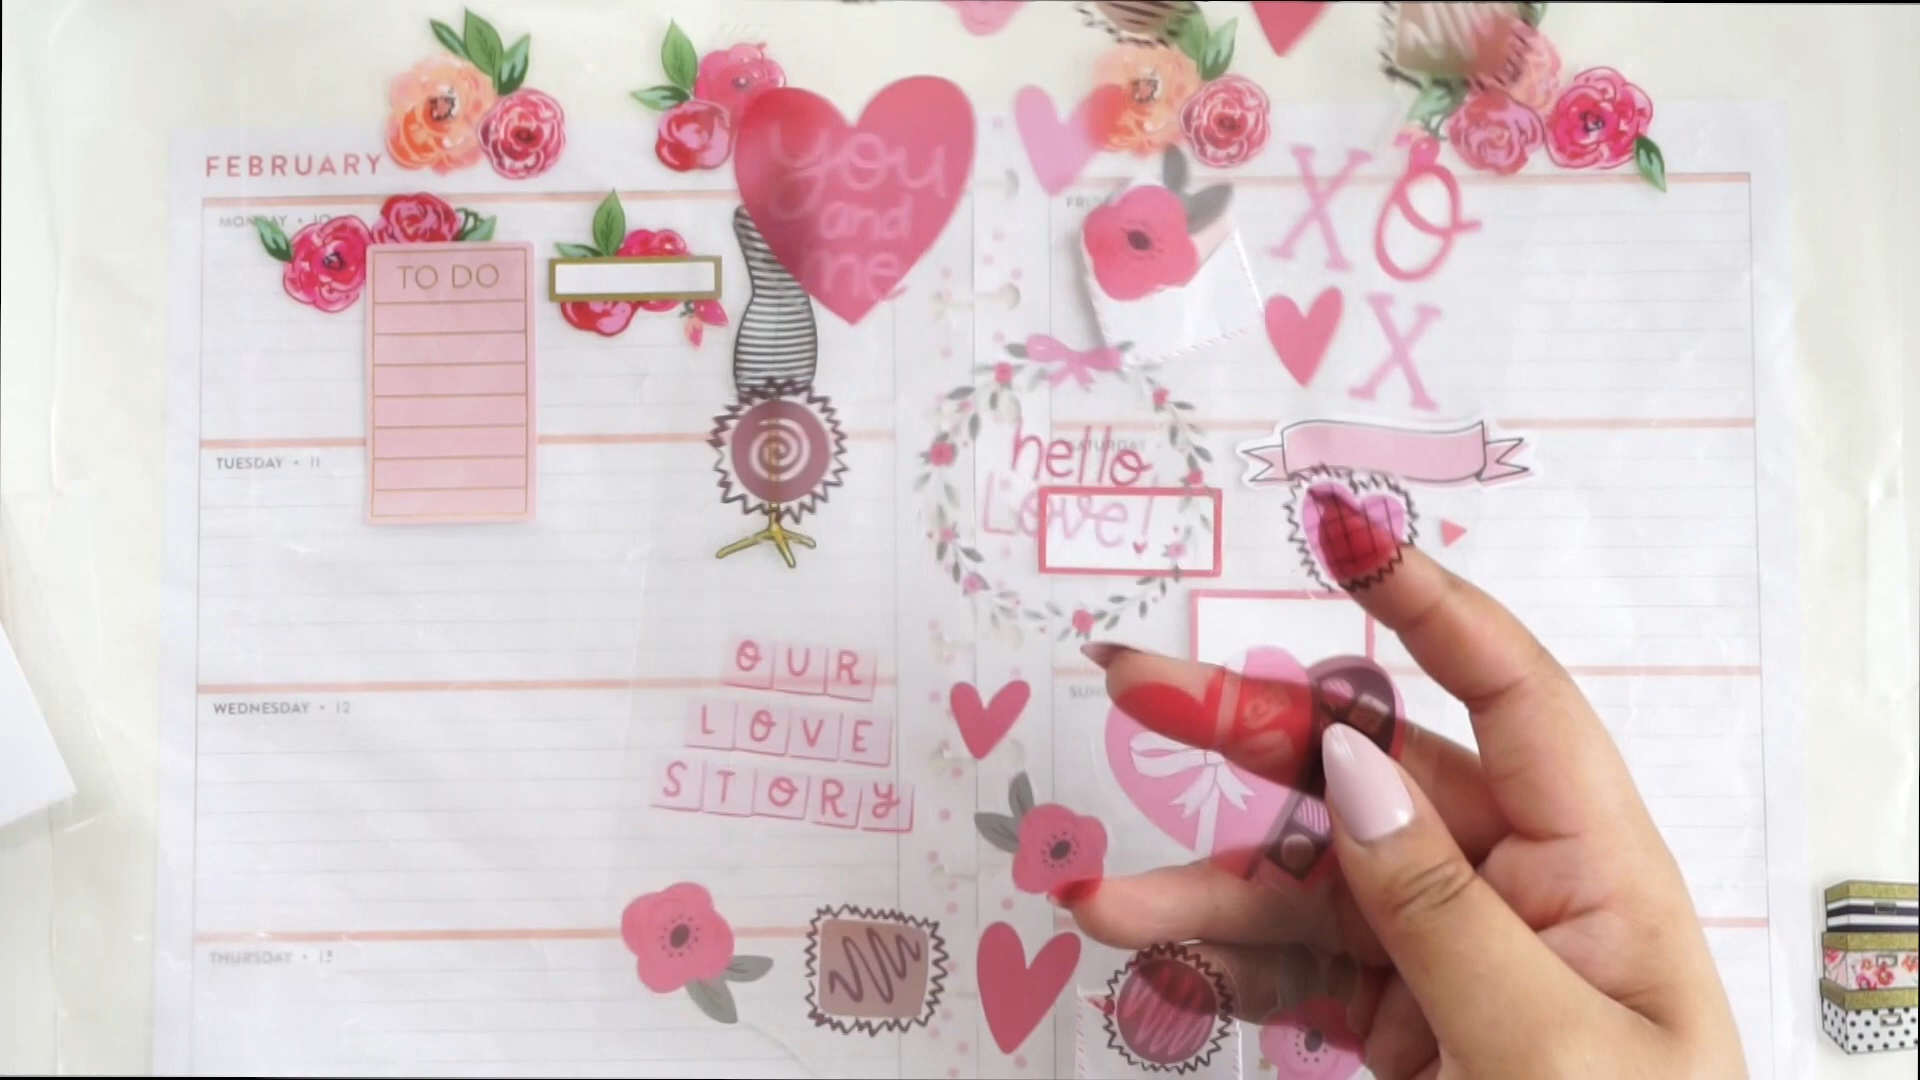 FEBRUARY
MONDAY • 10
TO DO
TUESDAY • 11
WEDNESDAY • 12
THURSDAY • 13
you
and
me
XO
X
SATURDAY
hello
Love!
OUR
LOVE
STORY